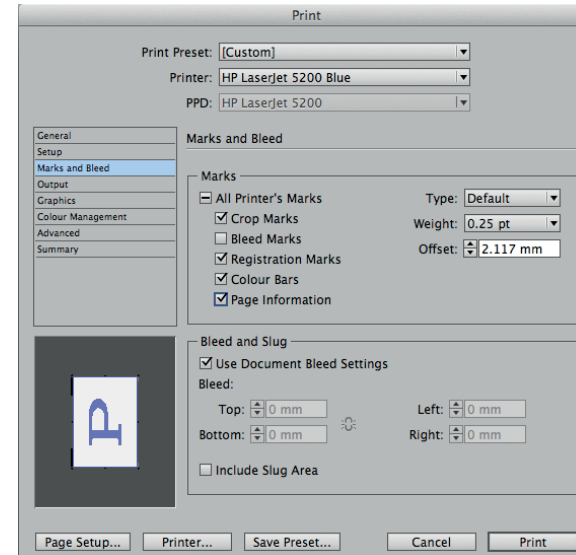 Print
Print Preset: [Custom]
Printer: HP LaserJet 5200 Blue
PPD: HP LaserJet 5200
General
Setup
Marks and Bleed
Output
Graphics
Colour Management
Advanced
Summary
Marks and Bleed
Marks
All Printer's Marks
Crop Marks
Bleed Marks
Registration Marks
Colour Bars
Page Information
Type: Default
Weight: 0.25 pt
Offset: 2.117 mm
P
Bleed and Slug
Use Document Bleed Settings
Bleed:
Top: 0 mm
Bottom: 0 mm
Left: 0 mm
Right: 0 mm
Include Slug Area
Page Setup... Printer... Save Preset... Cancel Print